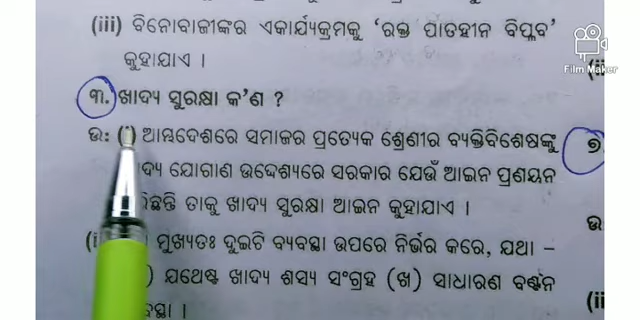 (iii) ବିନୋବାଜୀଙ୍କର ଏକାର୍ଯ୍ୟକ୍ରମକୁ ‘ରକ୍ତ ପାତହୀନ ବିପ୍ଳବ’
କୁହାଯାଏ ।
୩. ଖାଦ୍ୟ ସୁରକ୍ଷା କ’ଣ ?
ଉ: (i) ଆମ୍ଭଦେଶରେ ସମାଜର ପ୍ରତ୍ୟେକ ଶ୍ରେଣୀର ବ୍ୟକ୍ତିବିଶେଷଙ୍କୁ
ଯୋଗାଣ ଉଦ୍ଦେଶ୍ୟରେ ସରକାର ଯେଉଁ ଆଇନ ପ୍ରଣୟନ
ତାକୁ ଖାଦ୍ୟ ସୁରକ୍ଷା ଆଇନ କୁହାଯାଏ ।
ମୁଖ୍ୟତଃ ଦୁଇଟି ବ୍ୟବସ୍ଥା ଉପରେ ନିର୍ଭର କରେ, ଯଥା –
ଯଥେଷ୍ଟ ଖାଦ୍ୟ ଶସ୍ୟ ସଂଗ୍ରହ (ଖ) ସାଧାରଣ ବଣ୍ଟନ
୭
ଉ
Film Maker